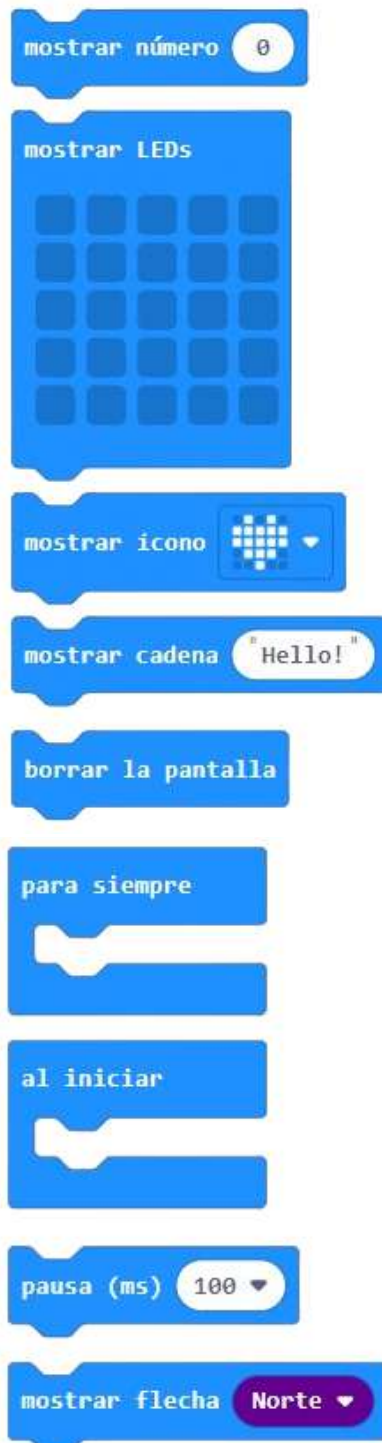 mostrar número 0
mostrar LEDs
mostrar ícono
mostrar cadena "Hello!"
borrar la pantalla
para siempre
al iniciar
pausa (ms) 100
mostrar flecha Norte